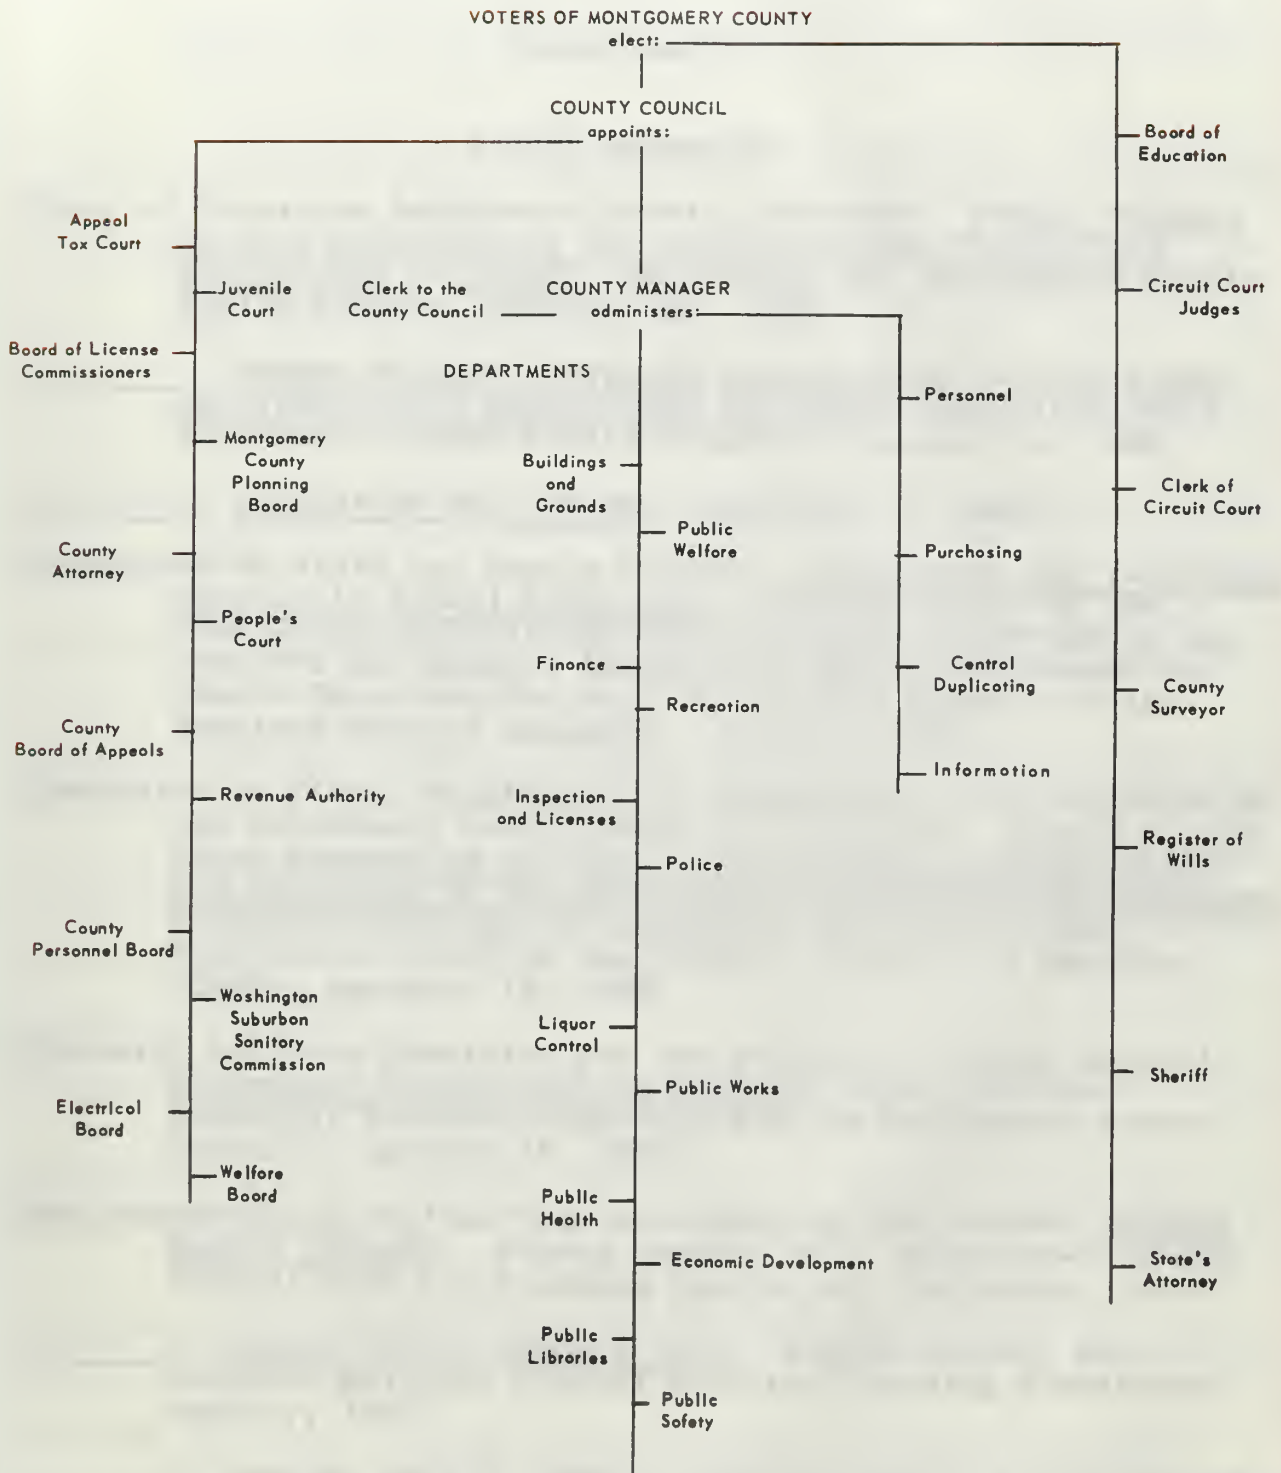 VOTERS OF MONTGOMERY COUNTY
elect:
COUNTY COUNCIL
appoints:
Board of
Education
Appeal
Tax Court
Juvenile
Court
Clerk to the
County Council
COUNTY MANAGER
administers:
Circuit Court
Judges
Board of License
Commissioners
DEPARTMENTS
Personnel
Montgomery
County
Planning
Board
Buildings
and
Grounds
Clerk of
Circuit Court
Public
Welfare
County
Attorney
Purchasing
People's
Court
Finance
Central
Duplicating
County
Surveyor
Recreation
County
Board of Appeals
Information
Revenue Authority
Inspection
and Licenses
Register of
Wills
Police
County
Personnel Board
Washington
Suburban
Sanitary
Commission
Liquor
Control
Sheriff
Public Works
Electrical
Board
Welfare
Board
Public
Health
Economic Development
State's
Attorney
Public
Libraries
Public
Safety